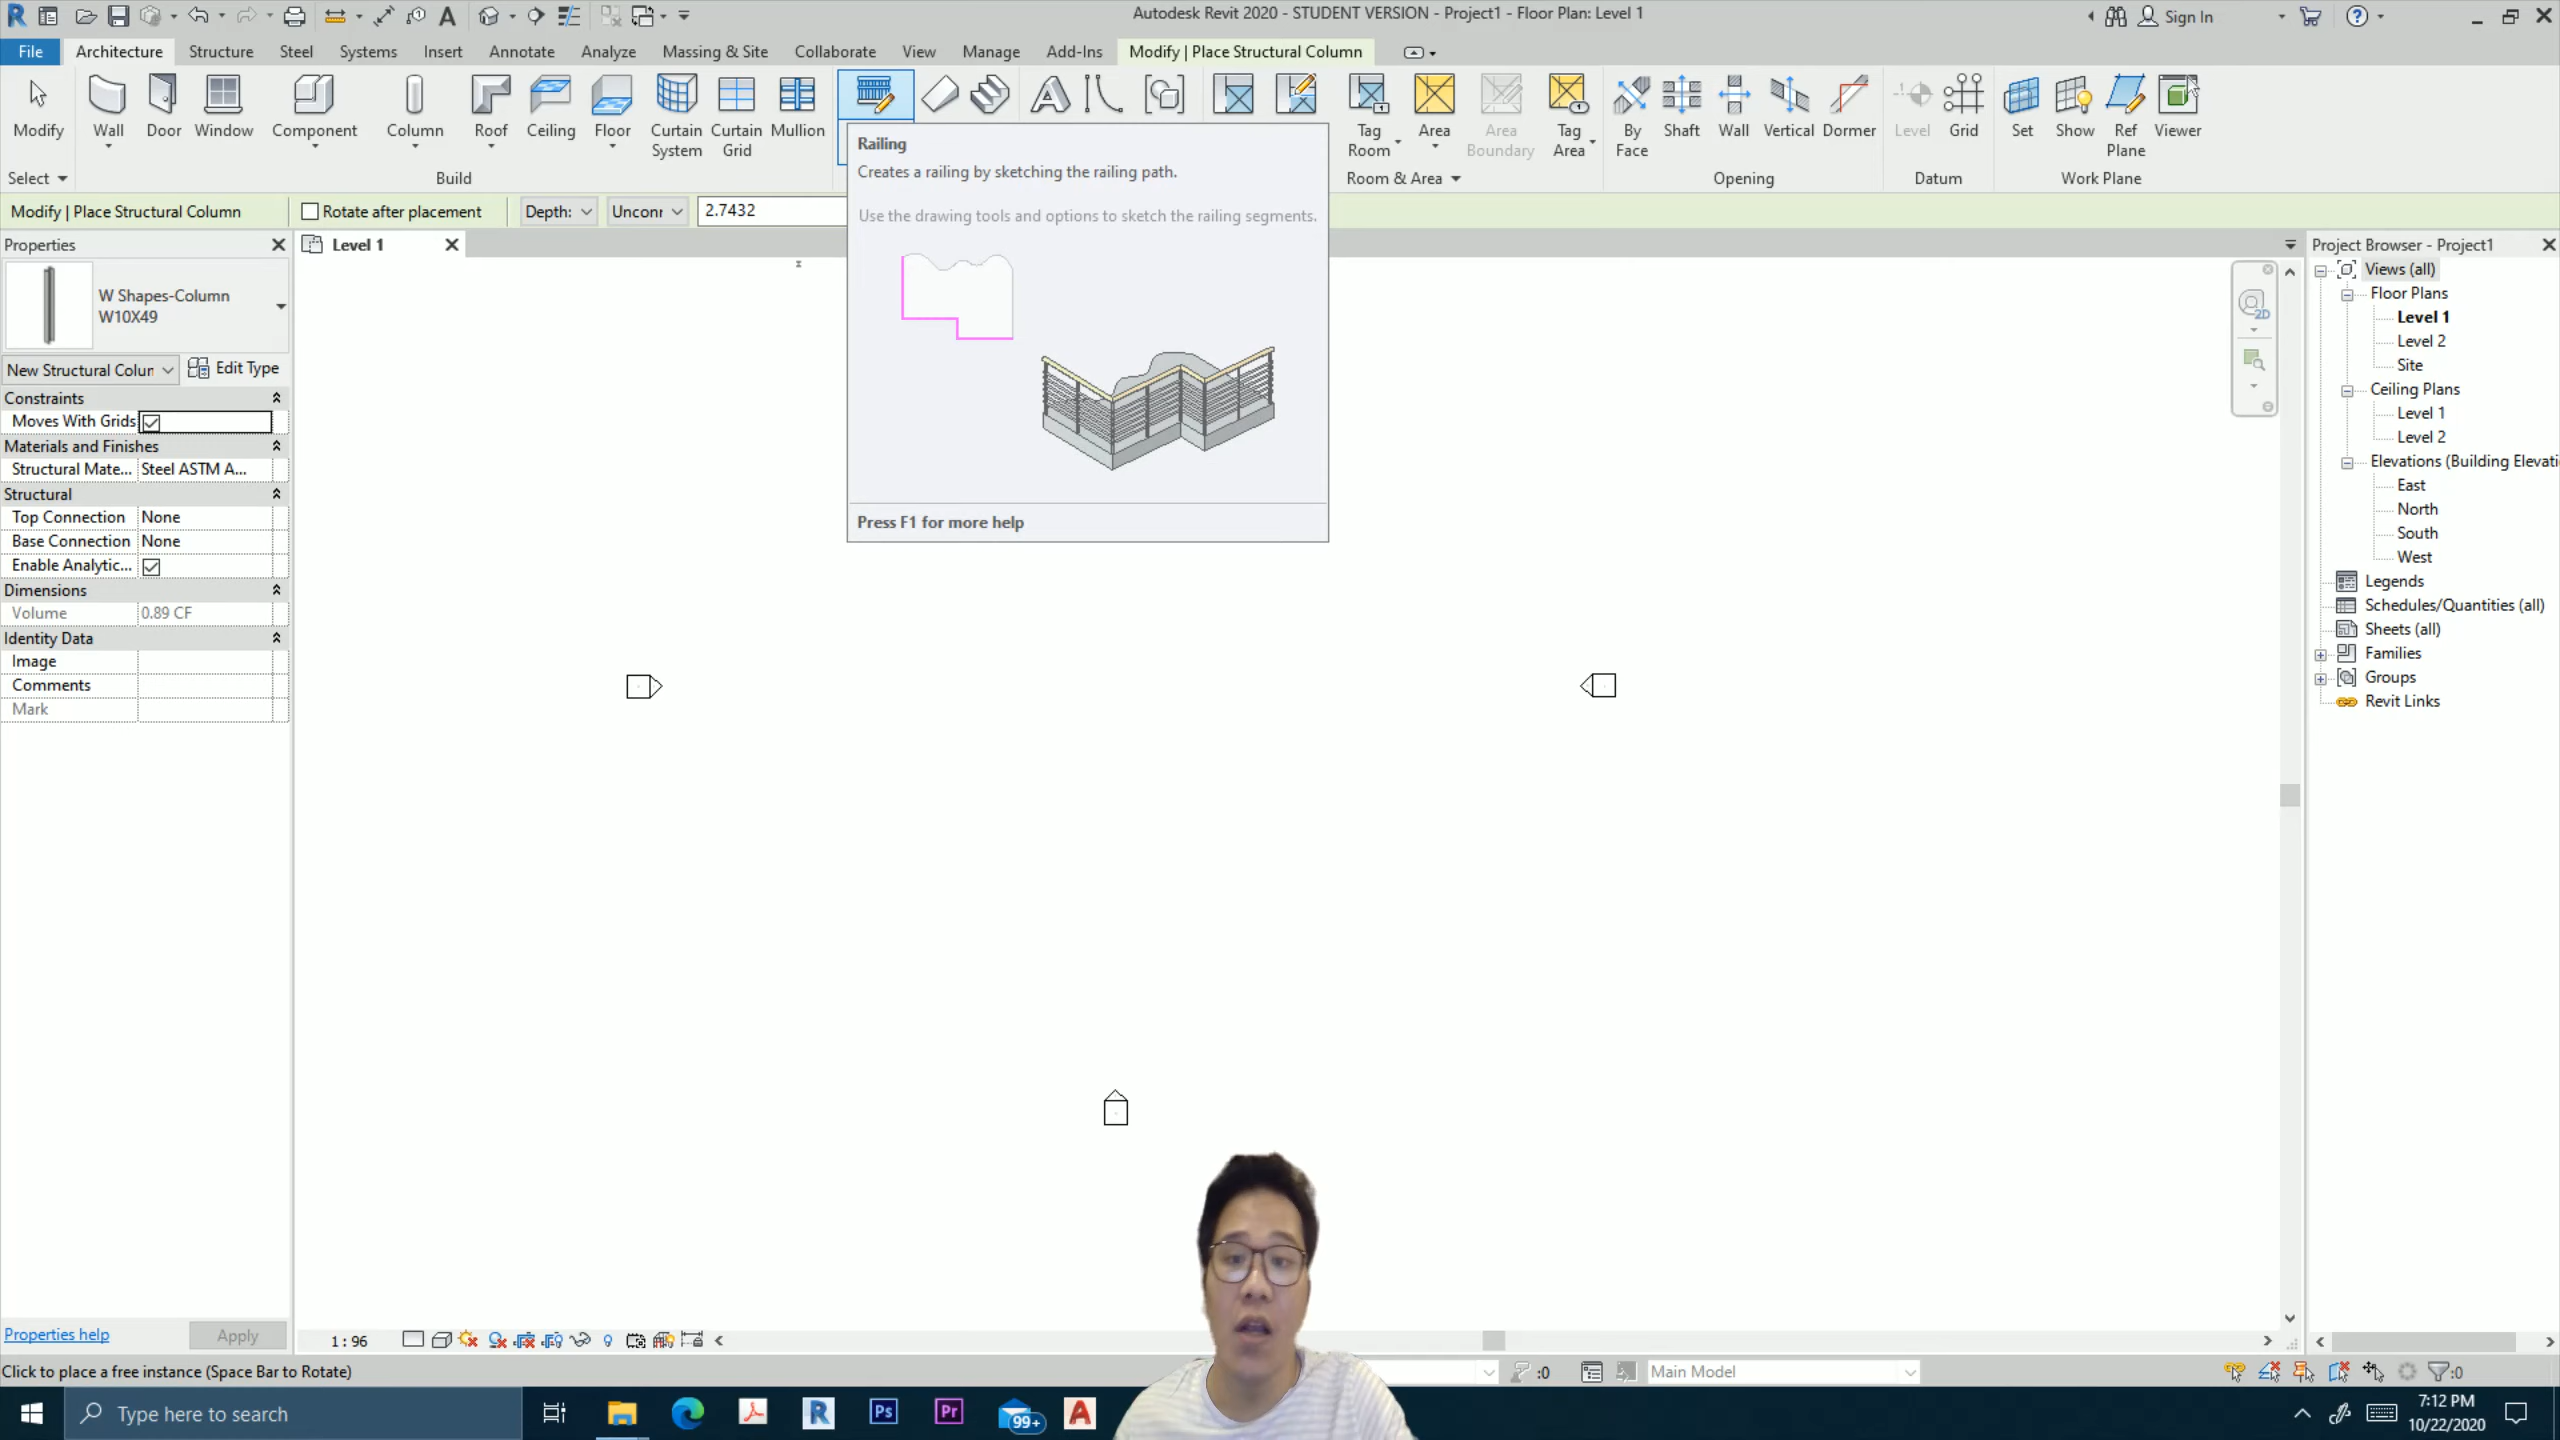 Autodesk Revit 2020 - STUDENT VERSION - Project1 - Floor Plan: Level 1
Sign In
File
Architecture
Structure
Steel
Systems
Insert
Annotate
Analyze
Massing & Site
Collaborate
View
Manage
Add-Ins
Modify | Place Structural Column
Modify
Wall
Door
Window
Component
Column
Roof
Ceiling
Floor
Curtain
System
Curtain
Grid
Mullion
Tag
Room
Area
Area
Boundary
Tag
Area
By
Face
Shaft
Wall
Vertical
Dormer
Level
Grid
Set
Show
Ref
Plane
Viewer
Select
Build
Room & Area
Opening
Datum
Work Plane
Modify | Place Structural Column
Rotate after placement
Depth:
Unconr
2.7432
Railing
Creates a railing by sketching the railing path.
Use the drawing tools and options to sketch the railing segments.
Press F1 for more help
Properties
W Shapes-Column
W10X49
New Structural Colur
Edit Type
Constraints
Moves With Grids
Materials and Finishes
Structural Mate... Steel ASTM A...
Structural
Top Connection None
Base Connection None
Enable Analytic...
Dimensions
Volume 0.89 CF
Identity Data
Image
Comments
Mark
Properties help
Apply
Level 1
2D
Project Browser - Project1
Views (all)
Floor Plans
Level 1
Level 2
Site
Ceiling Plans
Level 1
Level 2
Elevations (Building Elevati
East
North
South
West
Legends
Schedules/Quantities (all)
Sheets (all)
Families
Groups
Revit Links
1 : 96
Click to place a free instance (Space Bar to Rotate)
:0
Main Model
:0
Type here to search
Ps
Pr
99+
7:12 PM
10/22/2020